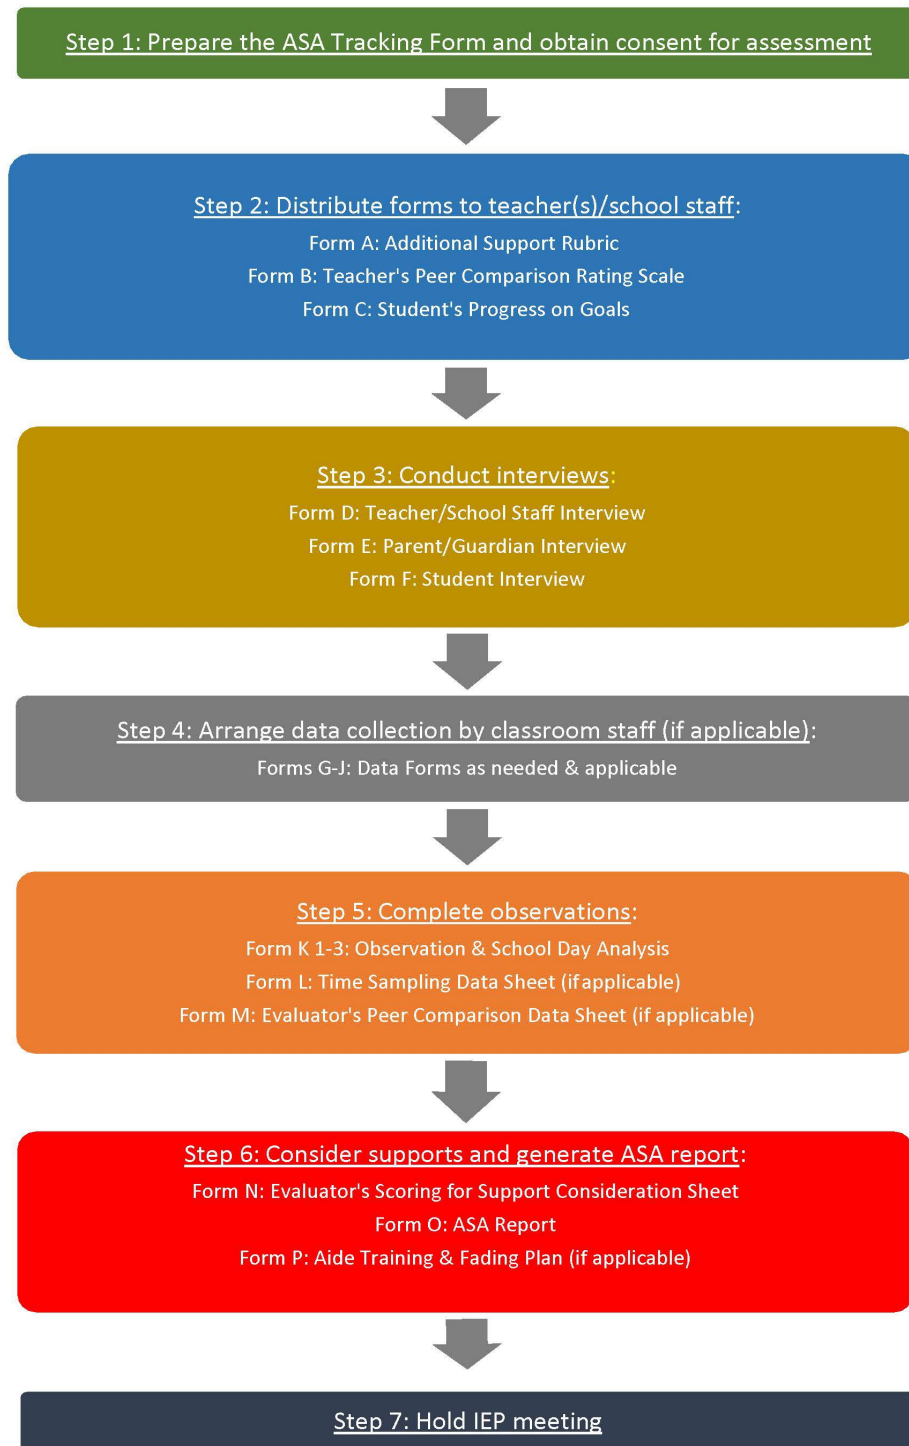 Step 1: Prepare the ASA Tracking Form and obtain consent for assessment
Step 2: Distribute forms to teacher(s)/school staff:
Form A: Additional Support Rubric
Form B: Teacher's Peer Comparison Rating Scale
Form C: Student's Progress on Goals
Step 3: Conduct interviews:
Form D: Teacher/School Staff Interview
Form E: Parent/Guardian Interview
Form F: Student Interview
Step 4: Arrange data collection by classroom staff (if applicable):
Forms G-J: Data Forms as needed & applicable
Step 5: Complete observations:
Form K 1-3: Observation & School Day Analysis
Form L: Time Sampling Data Sheet (if applicable)
Form M: Evaluator's Peer Comparison Data Sheet (if applicable)
Step 6: Consider supports and generate ASA report:
Form N: Evaluator's Scoring for Support Consideration Sheet
Form O: ASA Report
Form P: Aide Training & Fading Plan (if applicable)
Step 7: Hold IEP meeting